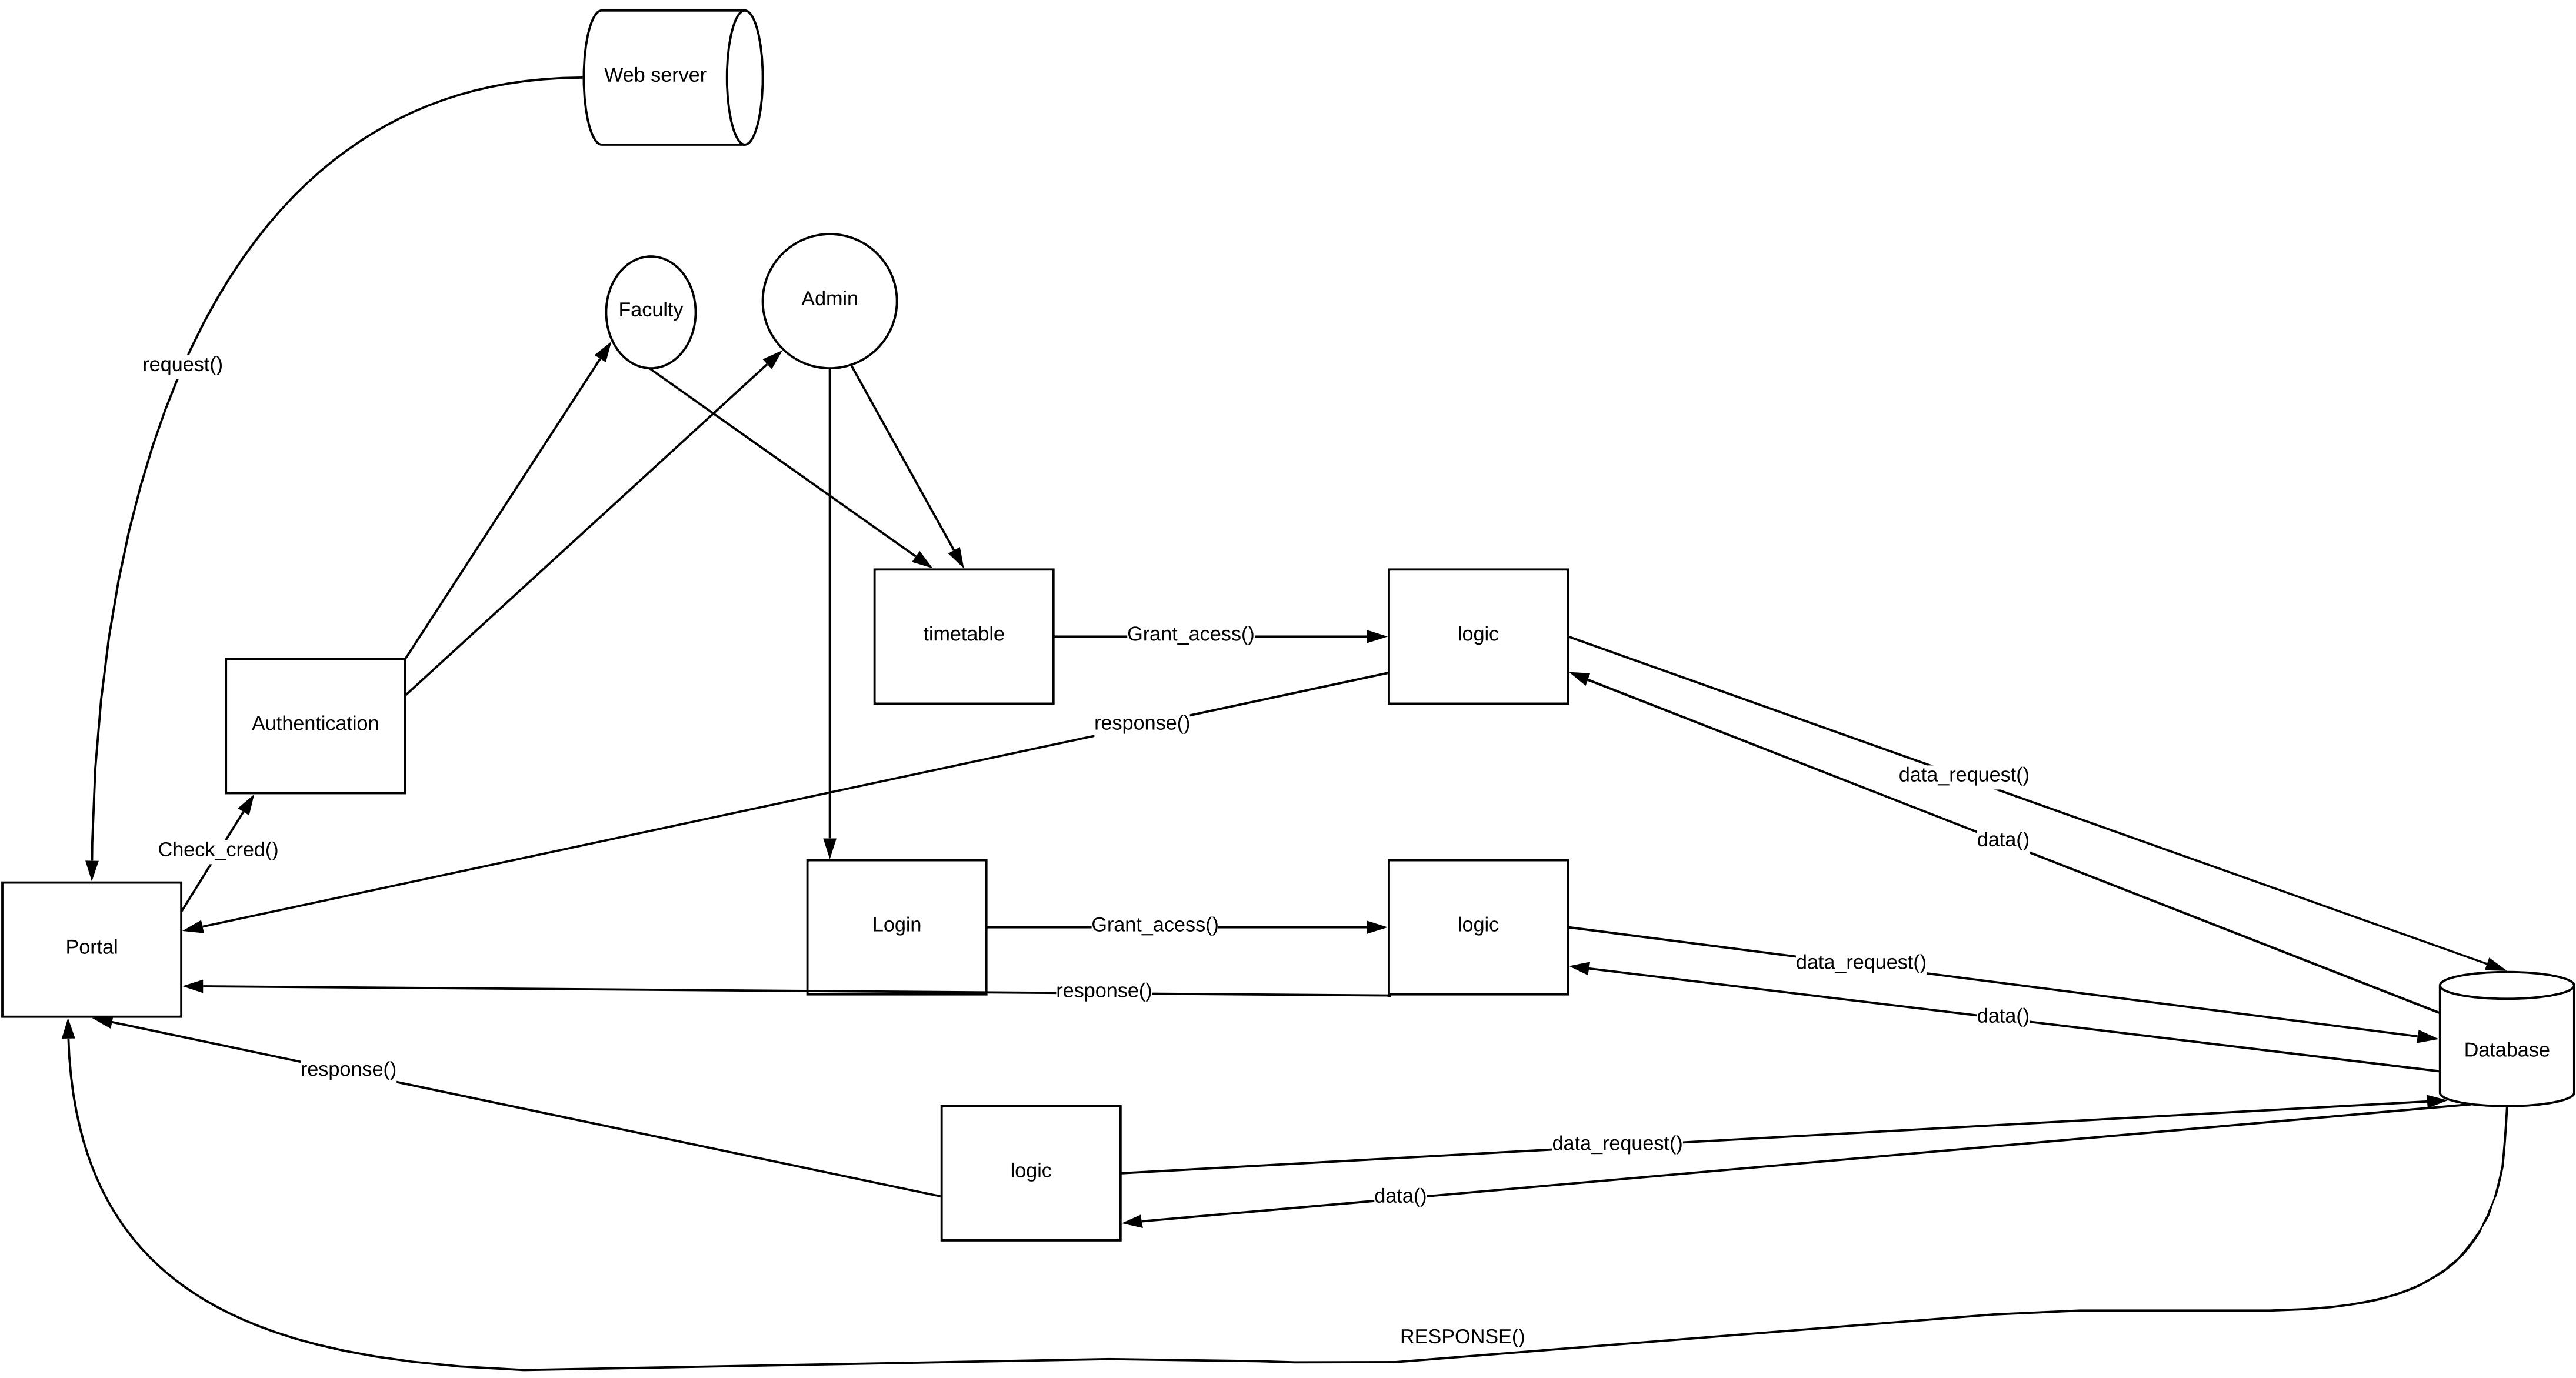 Web server
Admin
Faculty
request()
timetable
Grant_acess()
logic
Authentication
response()
data_request()
data()
Check_cred()
Login
Grant_acess()
logic
Portal
data_request()
response()
data()
Database
response()
data_request()
logic
data()
RESPONSE()